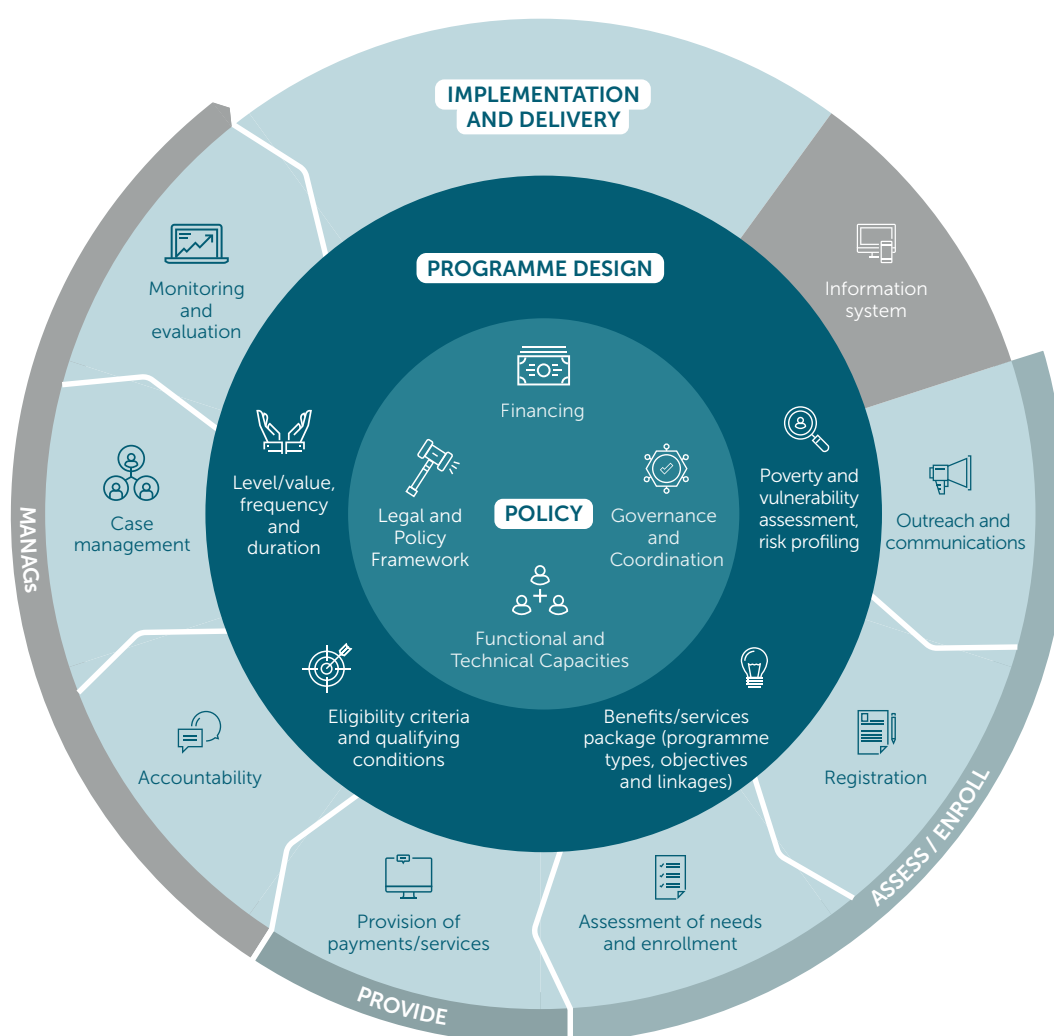 IMPLEMENTATION
AND DELIVERY
Information
system
Outreach and
communications
Registration
Assessment of needs
and enrollment
Provision of
payments/services
Accountability
Case
management
Monitoring
and
evaluation
PROGRAMME DESIGN
Poverty and
vulnerability
assessment,
risk profiling
Benefits/services
package (programme
types, objectives
and linkages)
Eligibility criteria
and qualifying
conditions
Level/value,
frequency
and
duration
POLICY
Financing
Governance
and
Coordination
Functional and
Technical Capacities
Legal and
Policy
Framework
ASSESS / ENROLL
PROVIDE
MANAGs